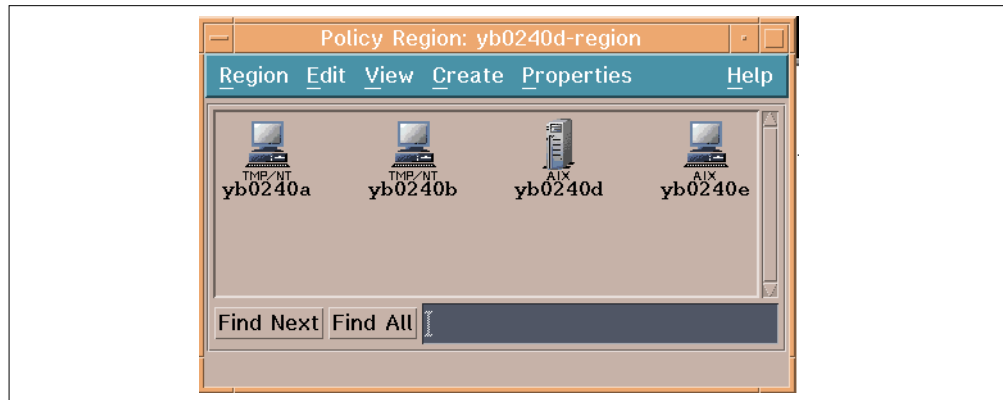 Policy Region: yb0240d-region
Region Edit View Create Properties Help
TMP/NT TMP/NT AIX AIX
yb0240a yb0240b yb0240d yb0240e
Find Next Find All